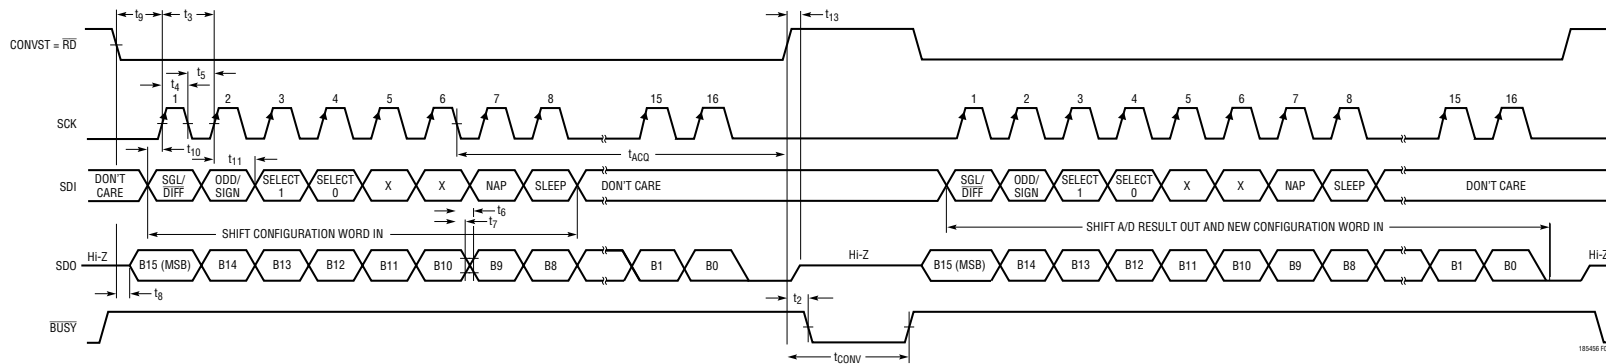 t9 t3 t13
CONVST = RD
t4 t5
SCK 1 2 3 4 5 6 7 8 15 16 1 2 3 4 5 6 7 8 15 16
t10 t11 tACQ
SDI DON'T CARE SGL/DIFF ODD/SIGN SELECT 1 SELECT 0 X X NAP SLEEP DON'T CARE SGL/DIFF ODD/SIGN SELECT 1 SELECT 0 X X NAP SLEEP DON'T CARE
t6
t7
SHIFT CONFIGURATION WORD IN SHIFT A/D RESULT OUT AND NEW CONFIGURATION WORD IN
SDO Hi-Z B15 (MSB) B14 B13 B12 B11 B10 B9 B8 B1 B0 Hi-Z B15 (MSB) B14 B13 B12 B11 B10 B9 B8 B1 B0 Hi-Z
t8 t2
BUSY
tCONV
185456